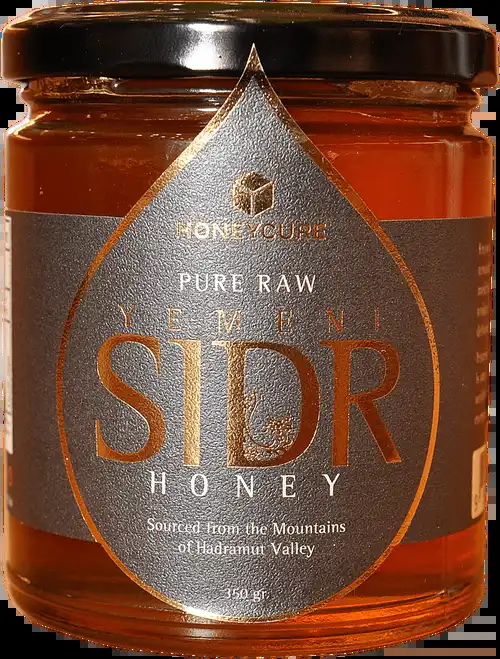 HONEYCURE
PURE RAW
YEMENI
SIDR
HONEY
Sourced from the Mountains
of Hadramut Valley
350 gr